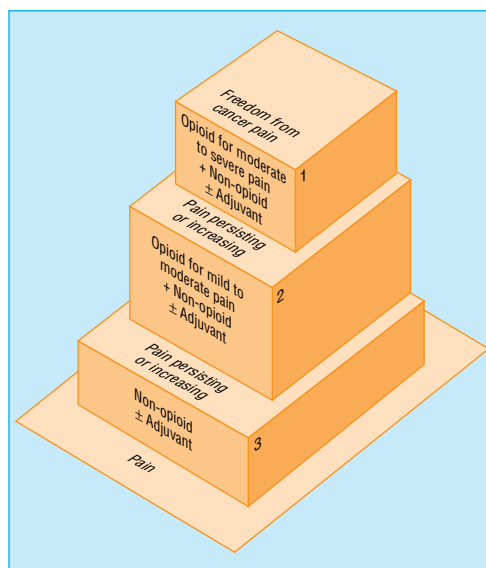 Freedom from
cancer pain
Opioid for moderate
to severe pain
+ Non-opioid
± Adjuvant
1
Pain persisting
or increasing
Opioid for mild to
moderate pain
+ Non-opioid
± Adjuvant
2
Pain persisting
or increasing
Non-opioid
± Adjuvant
3
Pain